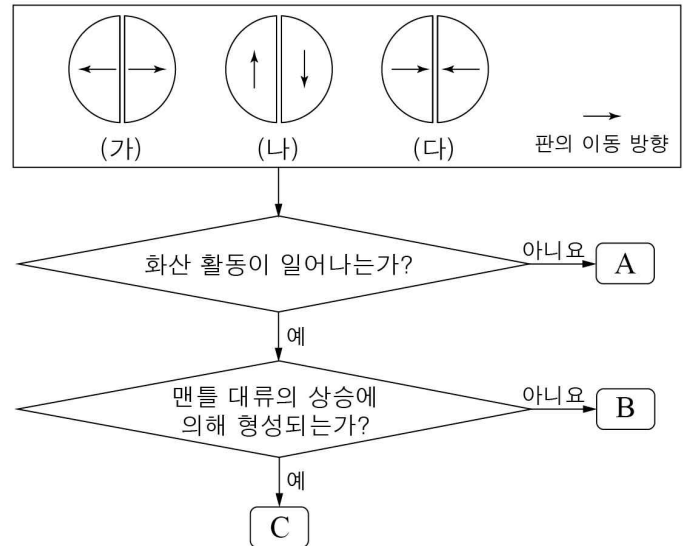 (가)
(나)
(다)
판의 이동 방향
화산 활동이 일어나는가?
아니요
A
예
맨틀 대류의 상승에
의해 형성되는가?
아니요
B
예
C